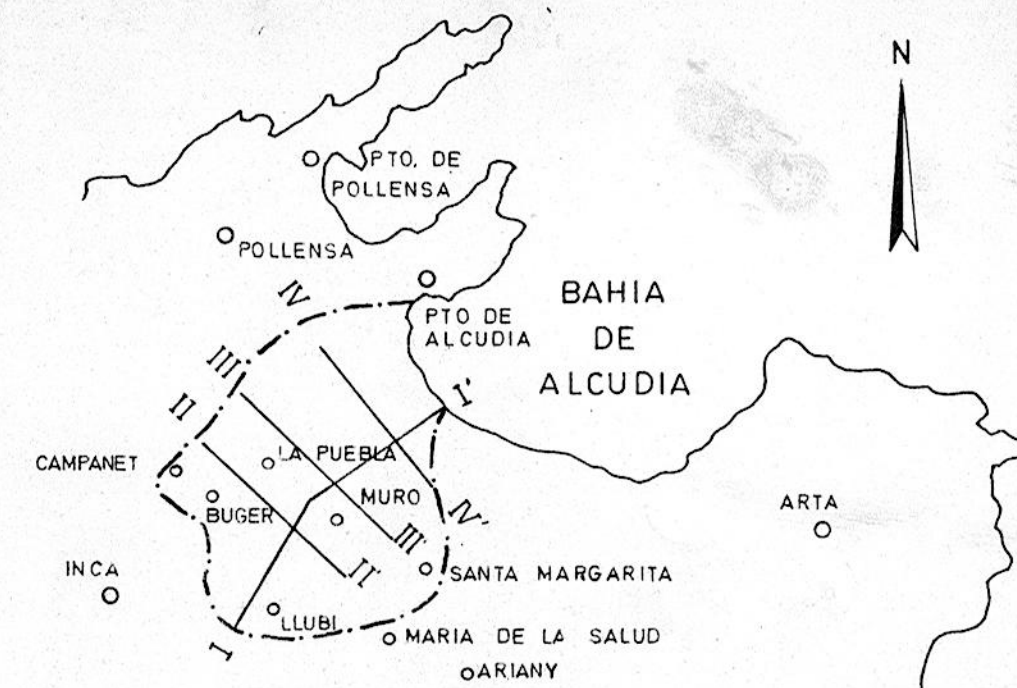 N
PTO. DE
POLLENSA
POLLENSA
IV
BAHIA
DE
ALCUDIA
PTO DE
ALCUDIA
III
I'
II
CAMPANET
LA PUEBLA
MURO
BUGER
IV'
ARTA
III'
II'
INCA
SANTA MARGARITA
LLUBI
I
MARIA DE LA SALUD
ARIANY